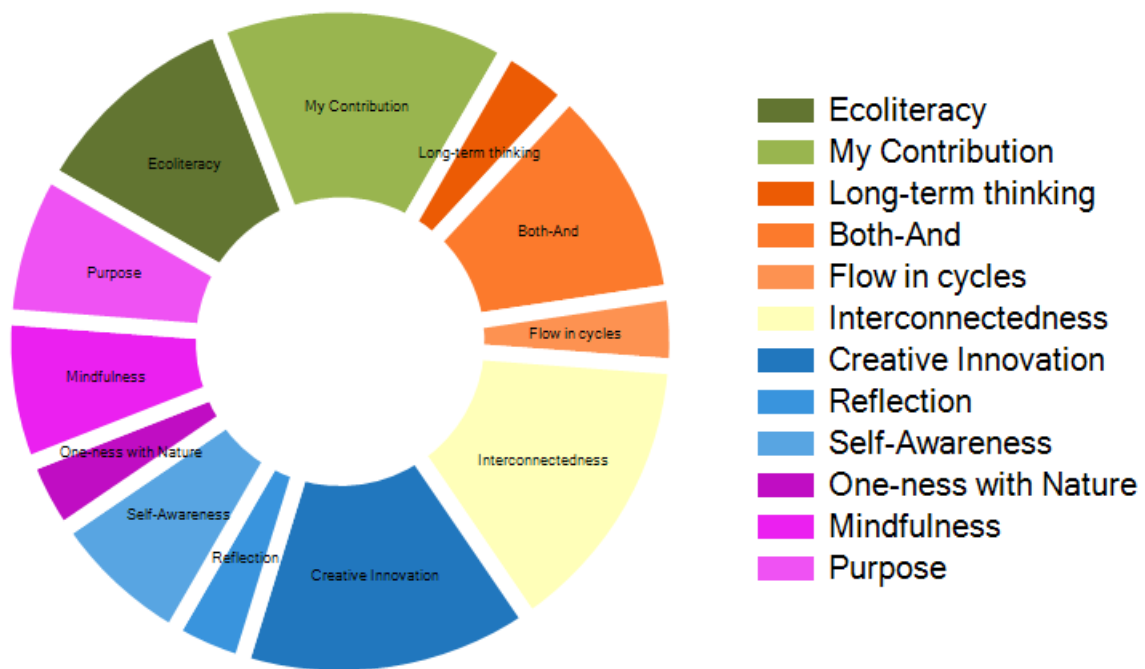 My Contribution
Long-term thinking
Ecoliteracy
Both-And
Purpose
Flow in cycles
Mindfulness
One-ness with Nature
Interconnectedness
Self-Awareness
Reflection
Creative Innovation
Ecoliteracy
My Contribution
Long-term thinking
Both-And
Flow in cycles
Interconnectedness
Creative Innovation
Reflection
Self-Awareness
One-ness with Nature
Mindfulness
Purpose